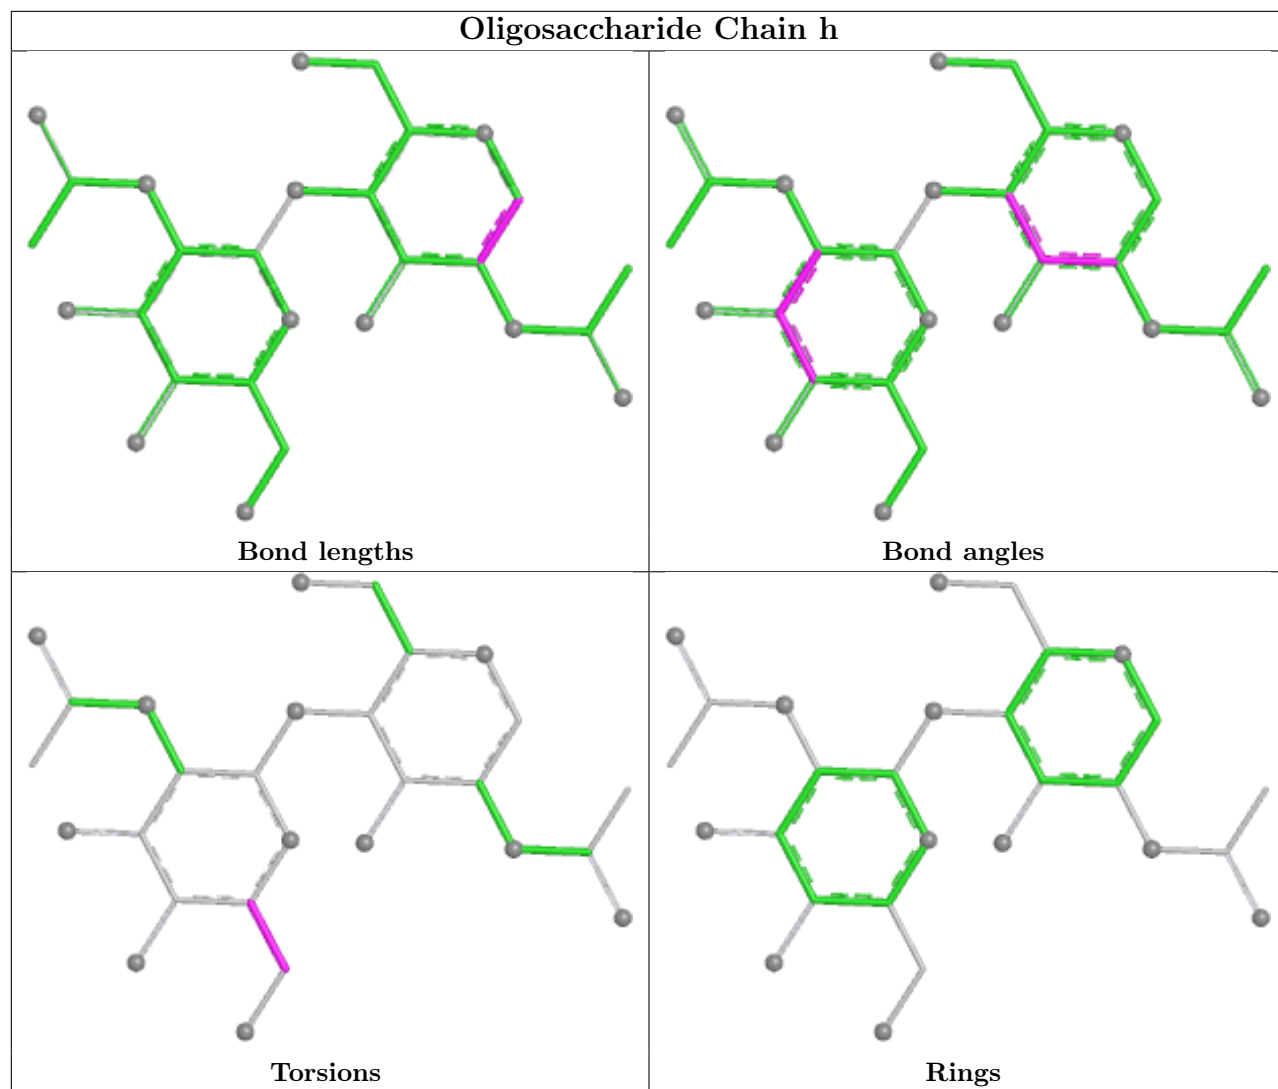 Oligosaccharide Chain h
Bond lengths
Bond angles
Torsions
Rings